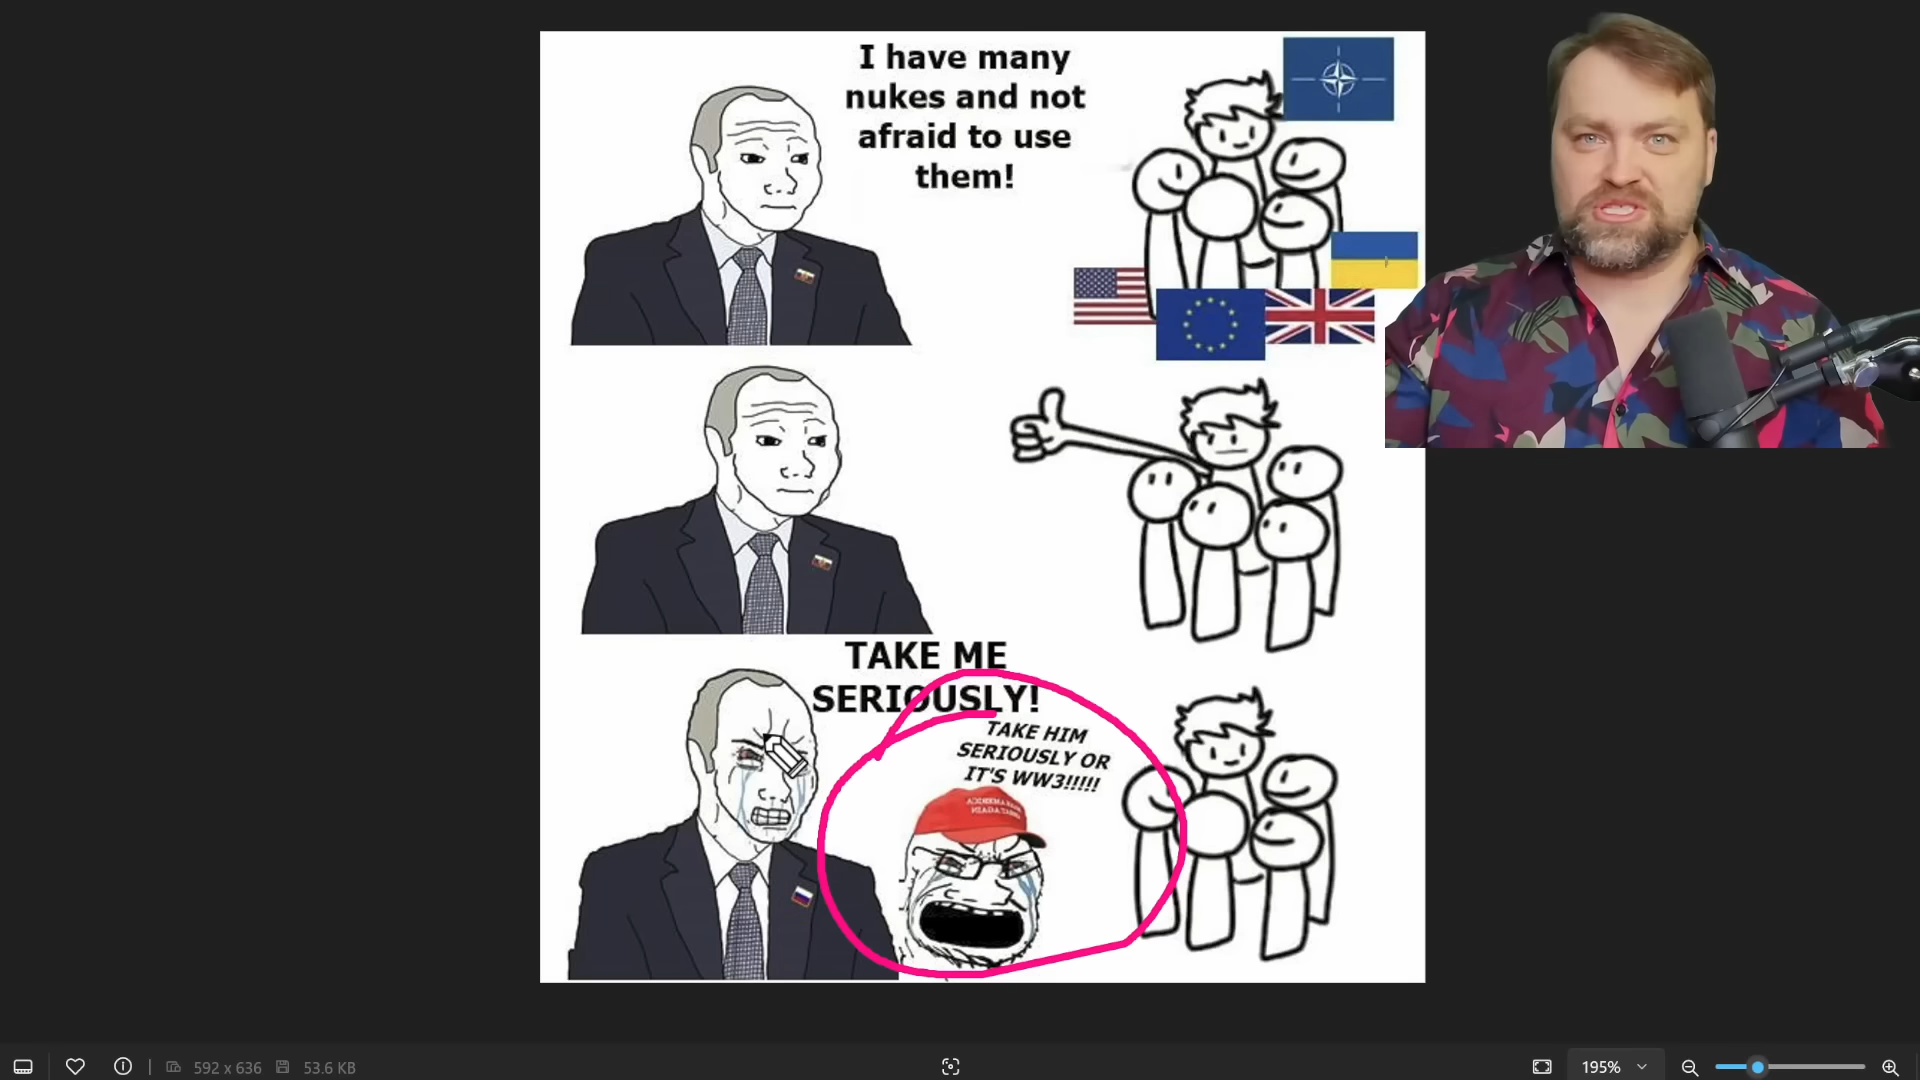 I have many
nukes and not
afraid to use
them!
TAKE ME
SERIOUSLY!
TAKE HIM
SERIOUSLY OR
IT'S WW3!!!!!
592 x 636
53.6 KB
195%